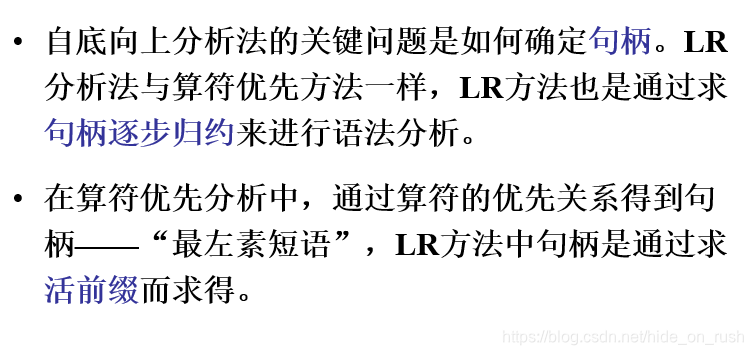 • 自底向上分析法的关键问题是如何确定句柄。LR
分析法与算符优先方法一样，LR方法也是通过求
句柄逐步归约来进行语法分析。
• 在算符优先分析中，通过算符的优先关系得到句
柄——“最左素短语”，LR方法中句柄是通过求
活前缀而求得。
https://blog.csdn.net/hide_on_rush